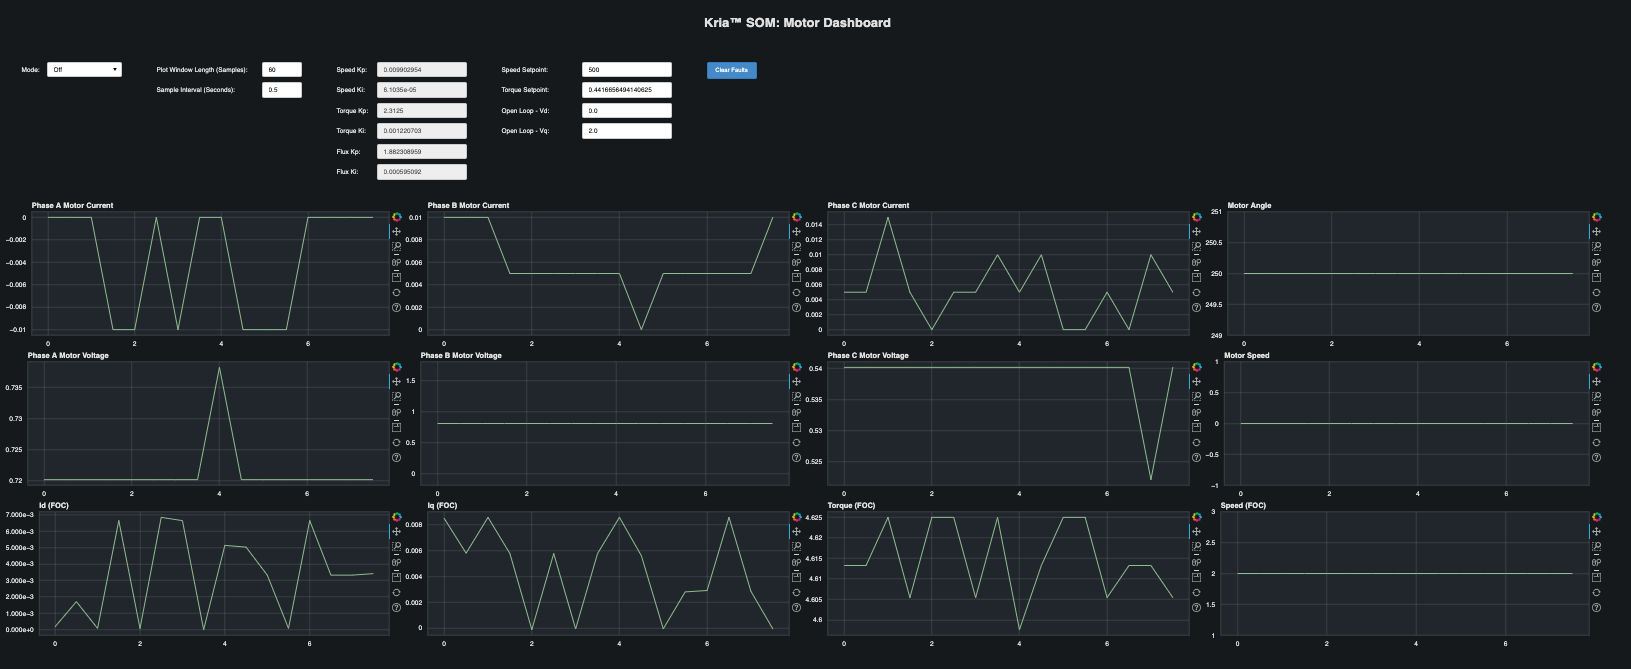 Kria™ SOM: Motor Dashboard
Mode: Off
Plot Window Length (Samples): 60
Speed Kp: 0.009902954
Speed Setpoint: 500
Clear Faults
Sample Interval (Seconds): 0.5
Speed Ki: 6.1035e-05
Torque Setpoint: 0.4416656494140625
Torque Kp: 2.3125
Open Loop - Vd: 0.0
Torque Ki: 0.001220703
Open Loop - Vq: 2.0
Flux Kp: 1.882308959
Flux Ki: 0.000595092
Phase A Motor Current
0
−0.002
−0.004
−0.006
−0.008
−0.01
0 2 4 6
Phase B Motor Current
0.01
0.008
0.006
0.004
0.002
0
0 2 4 6
Phase C Motor Current
0.014
0.012
0.01
0.008
0.006
0.004
0.002
0
0 2 4 6
Motor Angle
251
250.5
250
249.5
249
0 2 4 6
Phase A Motor Voltage
0.735
0.73
0.725
0.72
0 2 4 6
Phase B Motor Voltage
1.5
1
0.5
0
0 2 4 6
Phase C Motor Voltage
0.54
0.535
0.53
0.525
0 2 4 6
Motor Speed
1
0.5
0
−0.5
−1
0 2 4 6
Id (FOC)
7.000e−3
6.000e−3
5.000e−3
4.000e−3
3.000e−3
2.000e−3
1.000e−3
0.000e+0
0 2 4 6
Iq (FOC)
0.008
0.006
0.004
0.002
0
0 2 4 6
Torque (FOC)
4.625
4.62
4.615
4.61
4.605
4.6
0 2 4 6
Speed (FOC)
3
2.5
2
1.5
1
0 2 4 6